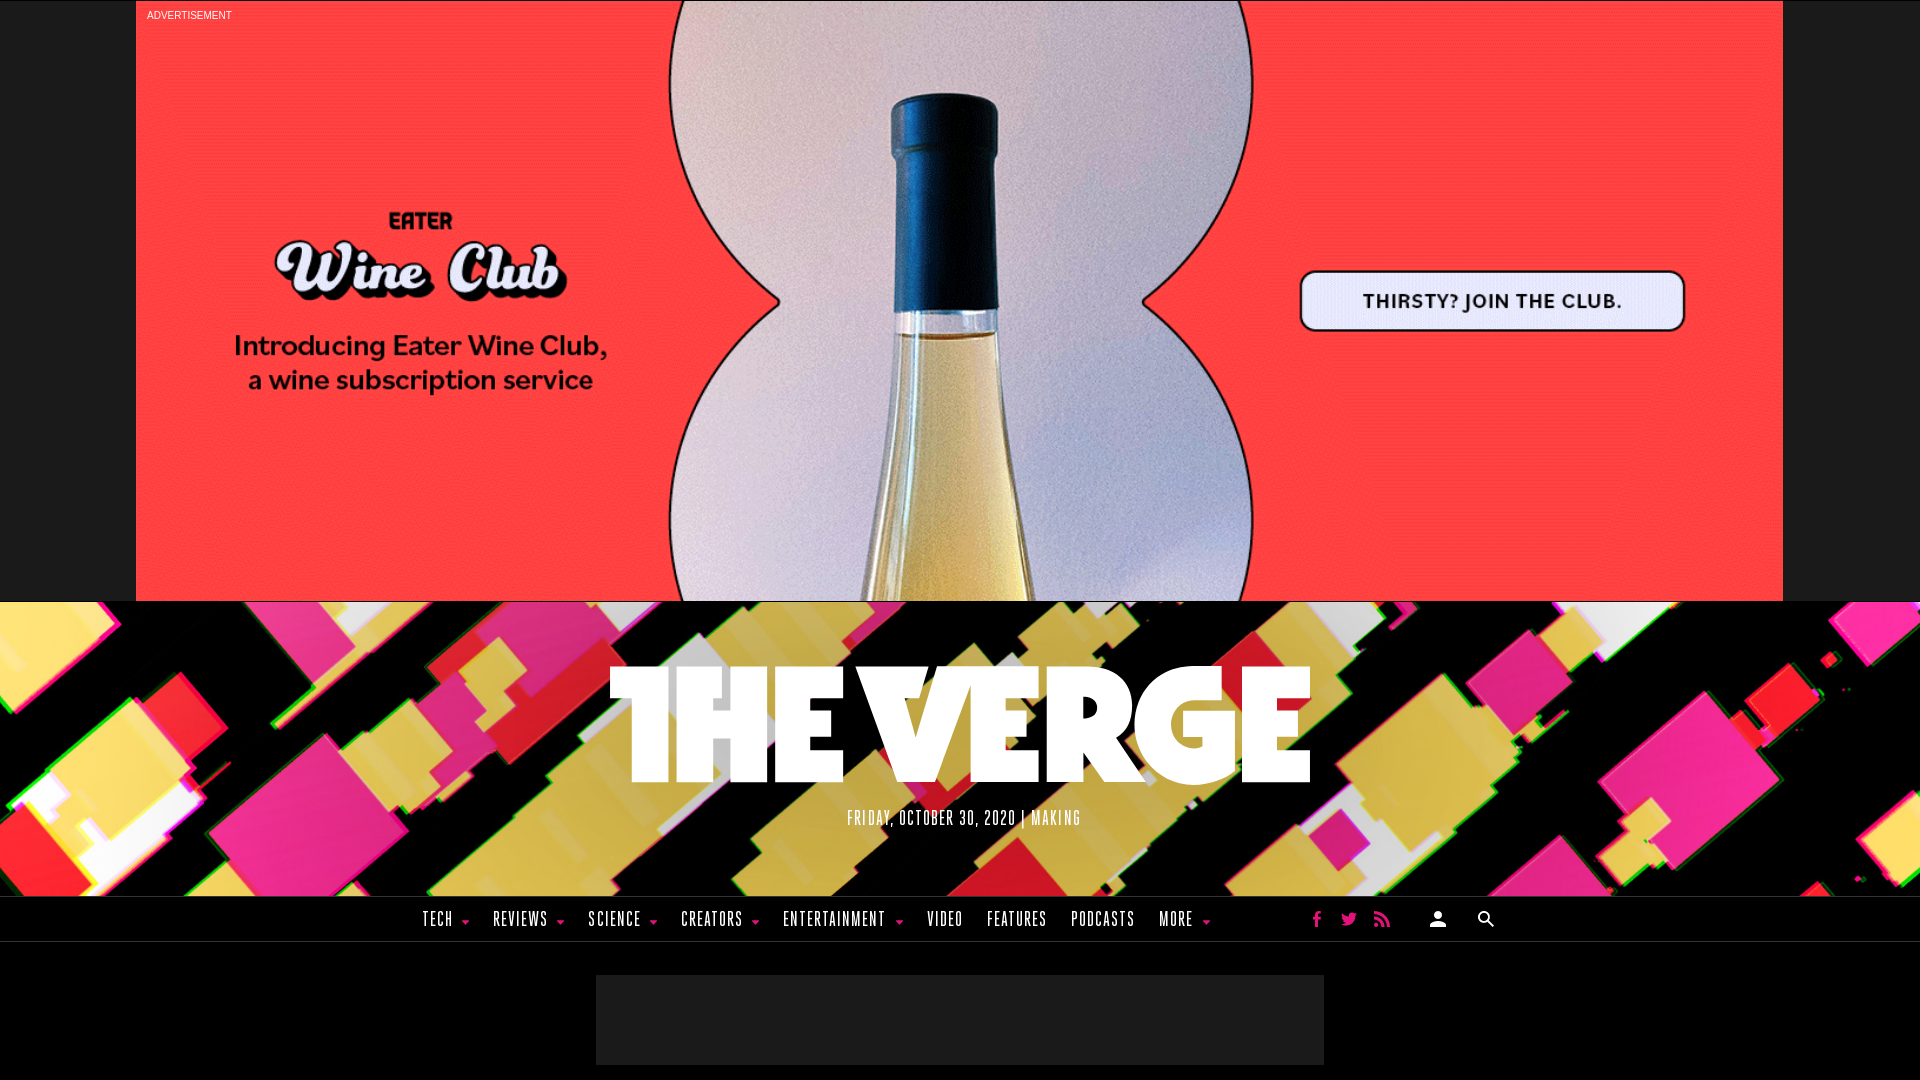 ADVERTISEMENT
EATER
Wine Club
Introducing Eater Wine Club,
a wine subscription service
THIRSTY? JOIN THE CLUB.
THE VERGE
FRIDAY, OCTOBER 30, 2020 | MAKING
TECH REVIEWS SCIENCE CREATORS ENTERTAINMENT VIDEO FEATURES PODCASTS MORE